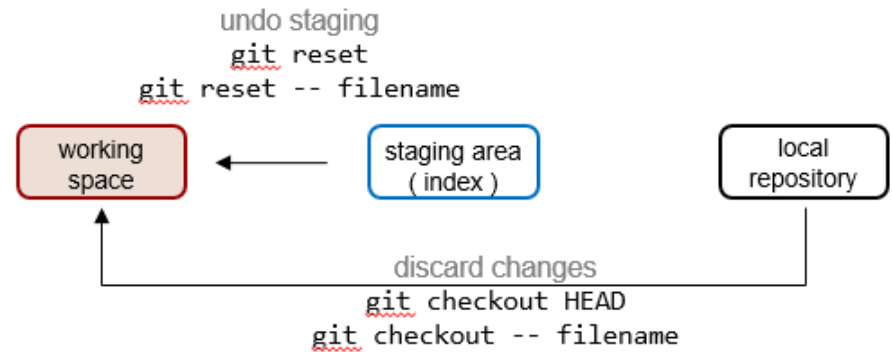 undo staging
git reset
git reset -- filename
working
space
staging area
( index )
local
repository
discard changes
git checkout HEAD
git checkout -- filename